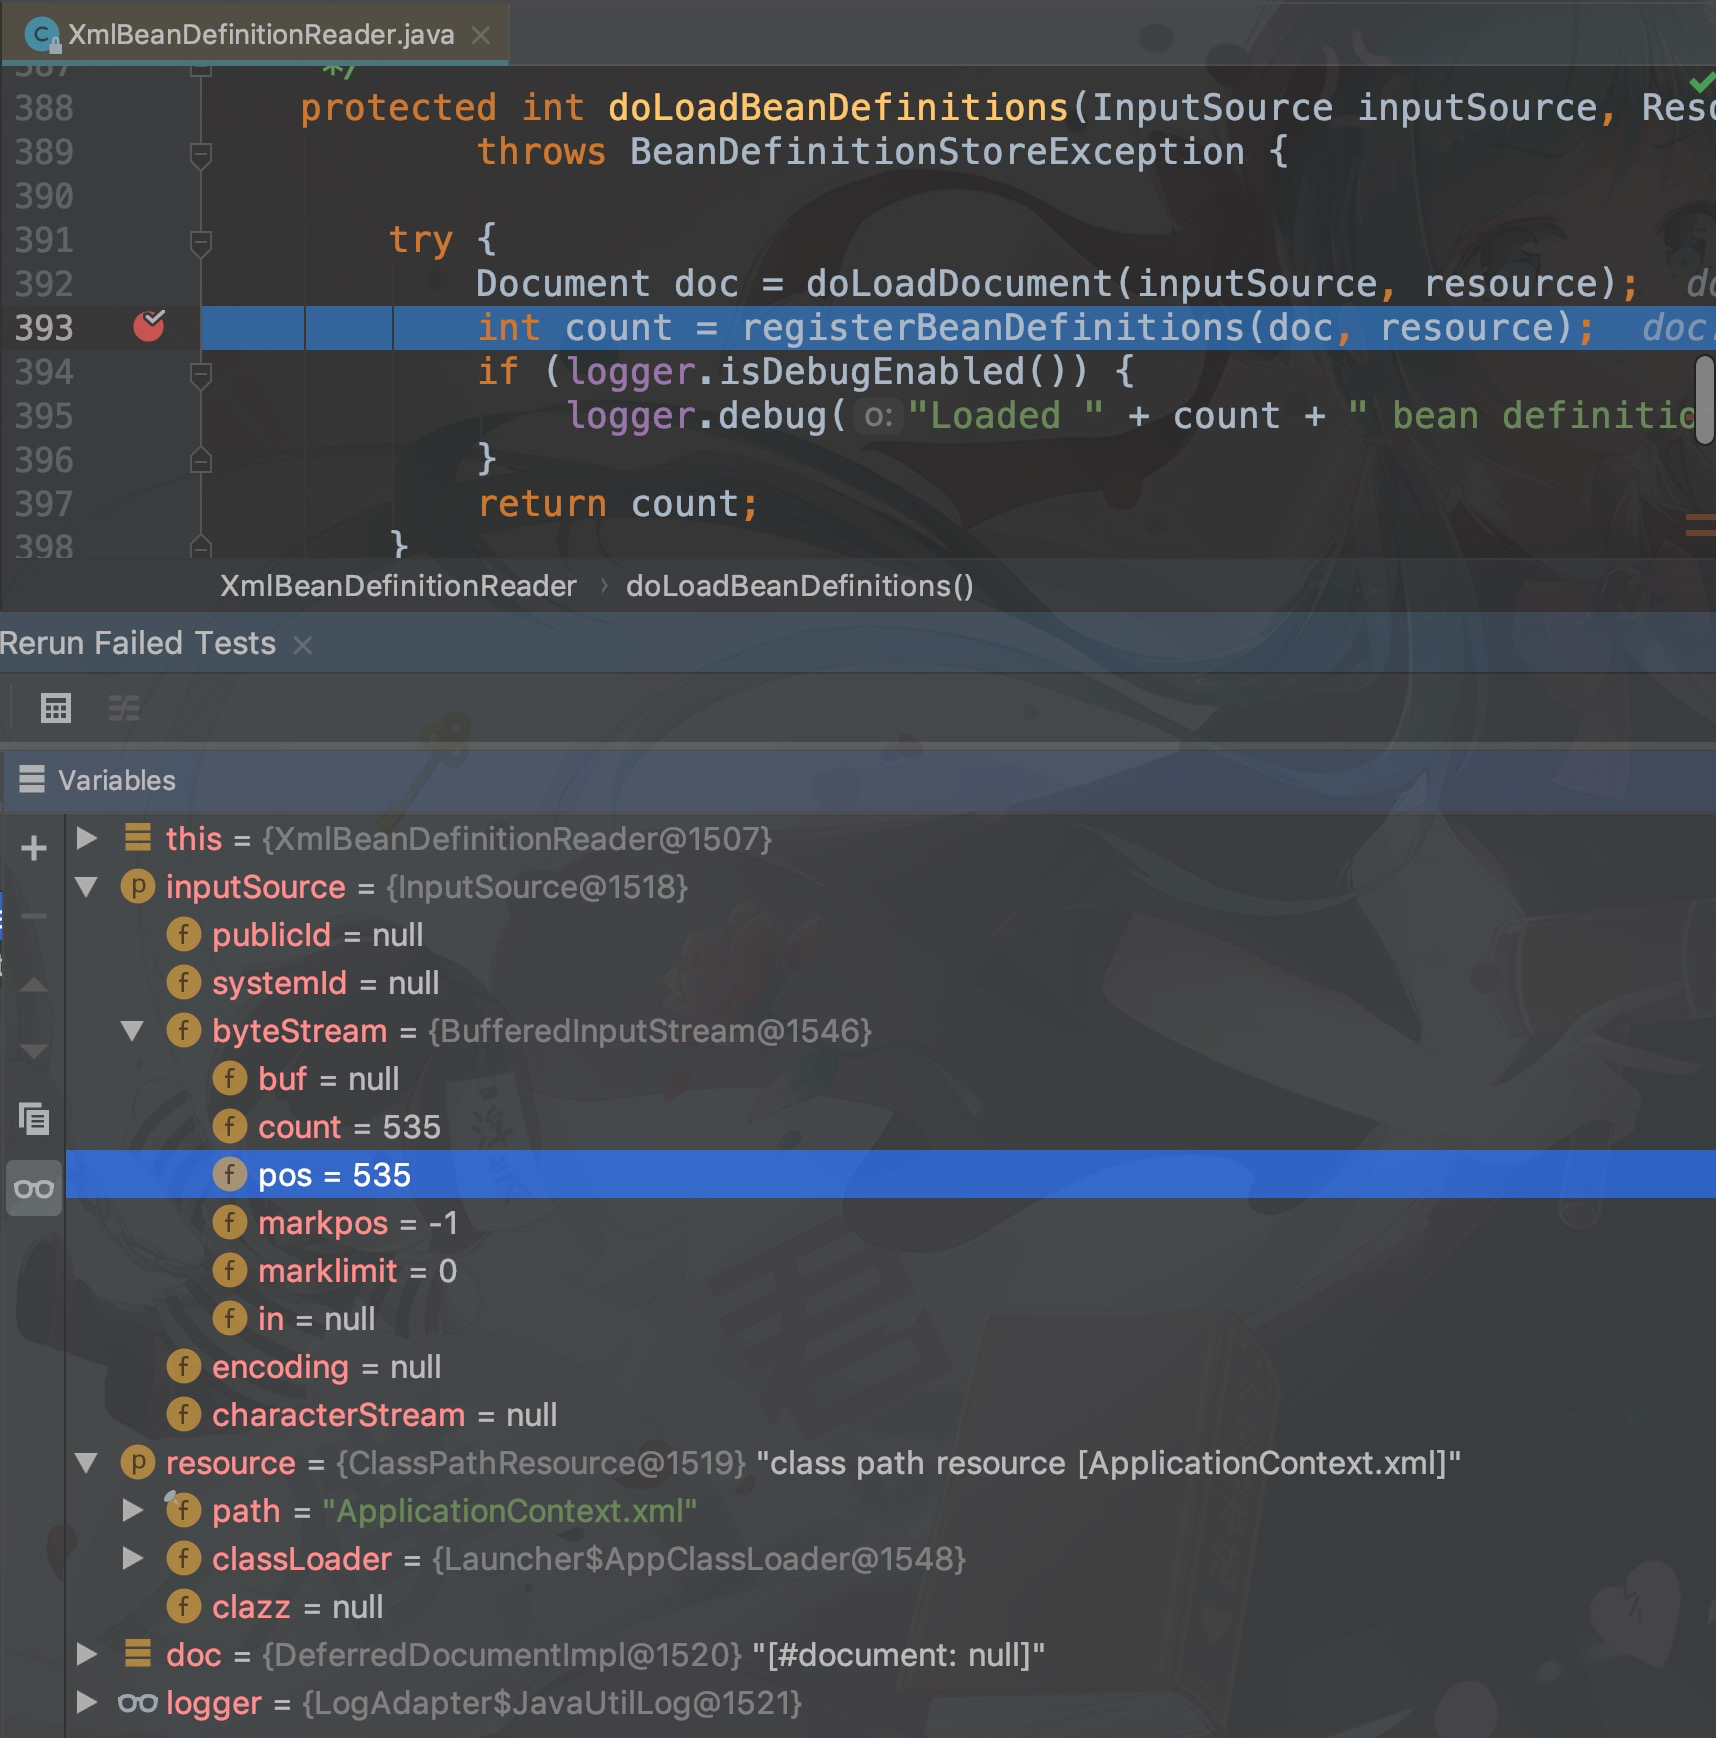 XmlBeanDefinitionReader.java
387 */
388 protected int doLoadBeanDefinitions(InputSource inputSource, Reso
389 throws BeanDefinitionStoreException {
390
391 try {
392 Document doc = doLoadDocument(inputSource, resource); do
393 int count = registerBeanDefinitions(doc, resource); doc:
394 if (logger.isDebugEnabled()) {
395 logger.debug( o: "Loaded " + count + " bean definitio
396 }
397 return count;
398 }
XmlBeanDefinitionReader › doLoadBeanDefinitions()
Rerun Failed Tests
Variables
this = {XmlBeanDefinitionReader@1507}
inputSource = {InputSource@1518}
publicId = null
systemId = null
byteStream = {BufferedInputStream@1546}
buf = null
count = 535
pos = 535
markpos = -1
marklimit = 0
in = null
encoding = null
characterStream = null
resource = {ClassPathResource@1519} "class path resource [ApplicationContext.xml]"
path = "ApplicationContext.xml"
classLoader = {Launcher$AppClassLoader@1548}
clazz = null
doc = {DeferredDocumentImpl@1520} "[#document: null]"
logger = {LogAdapter$JavaUtilLog@1521}